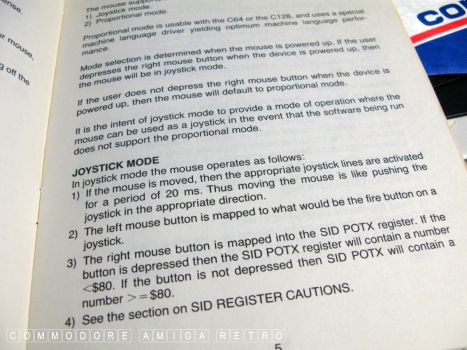 The mouse suppo
1) Joystick mode
2) Proportional mode.
Proportional mode is usable with the C64 or the C128, and uses a special
machine language driver yielding optimum machine language perfor-
mance.
Mode selection is determined when the mouse is powered up. If the user
depresses the right mouse button when the device is powered up, then
the mouse will be in joystick mode.
If the user does not depress the right mouse button when the device is
powered up, then the mouse will default to proportional mode.
It is the intent of joystick mode to provide a mode of operation where the
mouse can be used as a joystick in the event that the software being run
does not support the proportional mode.
JOYSTICK MODE
In joystick mode the mouse operates as follows:
1) If the mouse is moved, then the appropriate joystick lines are activated
for a period of 20 ms. Thus moving the mouse is like pushing the
joystick in the appropriate direction.
2) The left mouse button is mapped to what would be the fire button on a
joystick.
3) The right mouse button is mapped into the SID POTX register. If the
button is depressed then the SID POTX register will contain a number
<$80. If the button is not depressed then SID POTX will contain a
number > = $80.
4) See the section on SID REGISTER CAUTIONS.
5
ur mouse,
g off the
CO
COMMODORE AMIGA RETRO